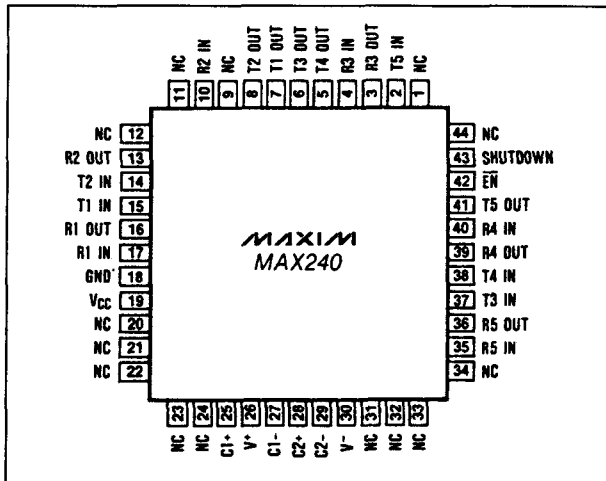 NC R2 IN NC T2 OUT T1 OUT T3 OUT T4 OUT R3 IN R3 OUT T5 IN NC
11 10 9 8 7 6 5 4 3 2 1
NC 12
R2 OUT 13
T2 IN 14
T1 IN 15
R1 OUT 16
R1 IN 17
GND 18
VCC 19
NC 20
NC 21
NC 22
MAXIM
MAX240
44 NC
43 SHUTDOWN
42 E̅N̅
41 T5 OUT
40 R4 IN
39 R4 OUT
38 T4 IN
37 T3 IN
36 R5 OUT
35 R5 IN
34 NC
23 24 25 26 27 28 29 30 31 32 33
NC NC C1+ V+ C1- C2+ C2- V- NC NC NC